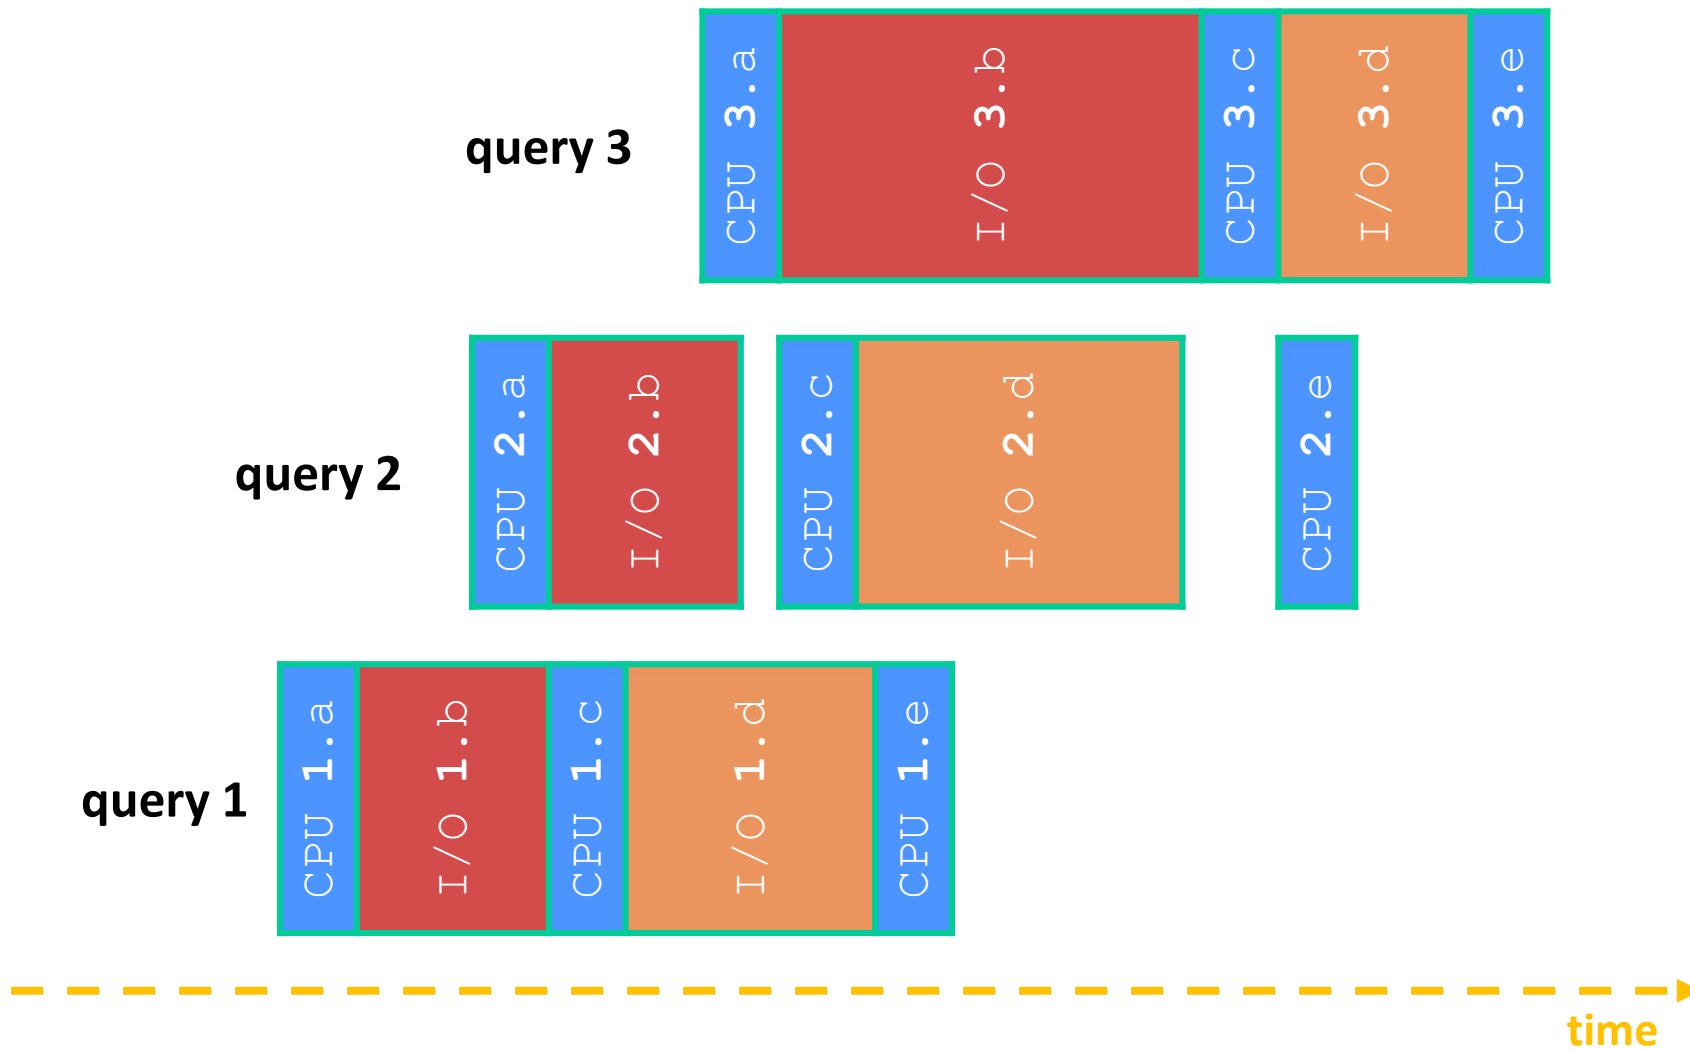 query 3
CPU 3.a
I/O 3.b
CPU 3.c
I/O 3.d
CPU 3.e
query 2
CPU 2.a
I/O 2.b
CPU 2.c
I/O 2.d
CPU 2.e
query 1
CPU 1.a
I/O 1.b
CPU 1.c
I/O 1.d
CPU 1.e
time